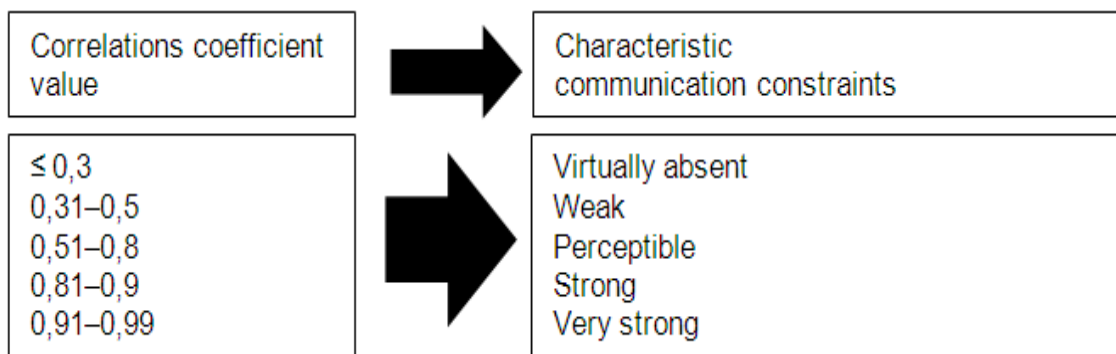 Correlations coefficient
value
Characteristic
communication constraints
≤ 0,3
0,31–0,5
0,51–0,8
0,81–0,9
0,91–0,99
Virtually absent
Weak
Perceptible
Strong
Very strong